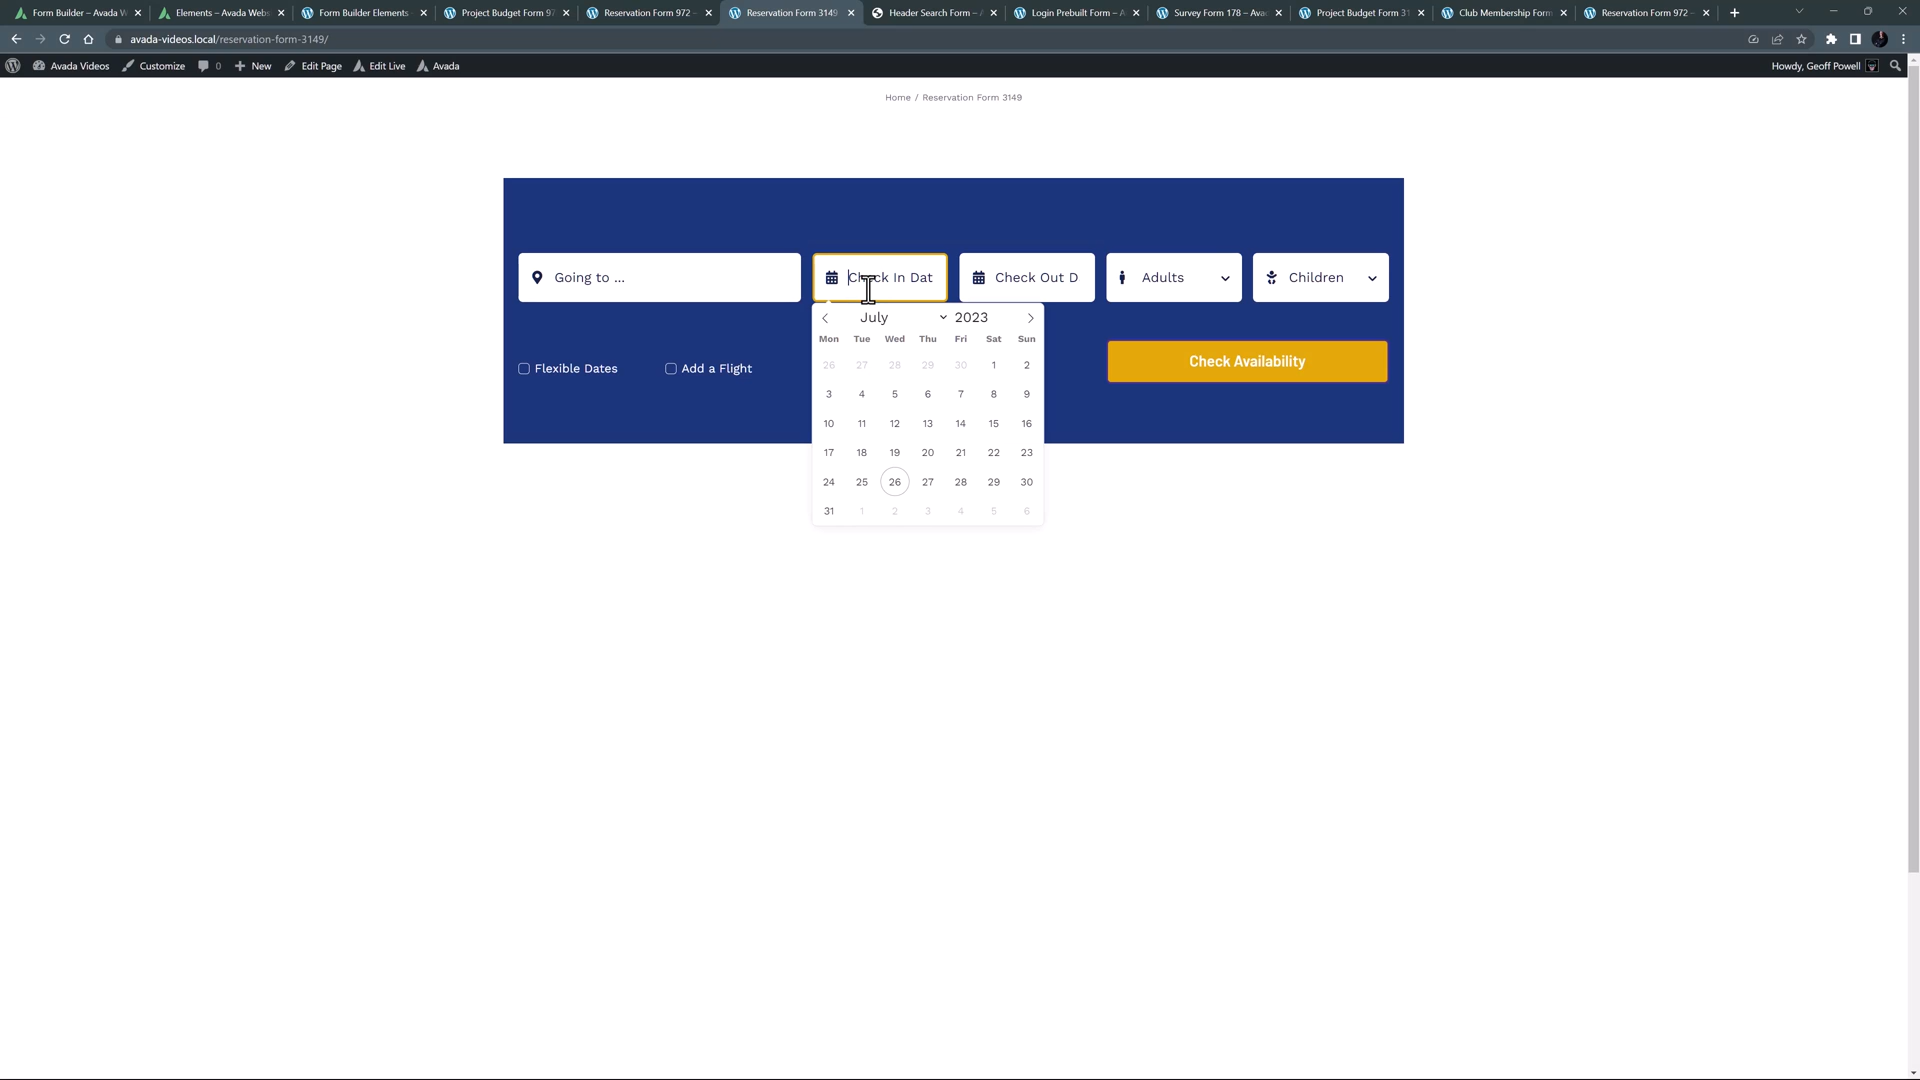 Form Builder – Avada W
Elements – Avada Webs
Form Builder Elements
Project Budget Form 97
Reservation Form 972 –
Reservation Form 3149
Header Search Form – A
Login Prebuilt Form – A
Survey Form 178 – Avad
Project Budget Form 31
Club Membership Form
Reservation Form 972 –
avada-videos.local/reservation-form-3149/
Avada Videos
Customize
0
New
Edit Page
Edit Live
Avada
Howdy, Geoff Powell
Home / Reservation Form 3149
Going to ...
Check In Dat
Check Out D
Adults
Children
July 2023
Mon Tue Wed Thu Fri Sat Sun
26 27 28 29 30 1 2
3 4 5 6 7 8 9
10 11 12 13 14 15 16
17 18 19 20 21 22 23
24 25 26 27 28 29 30
31 1 2 3 4 5 6
Flexible Dates
Add a Flight
Check Availability